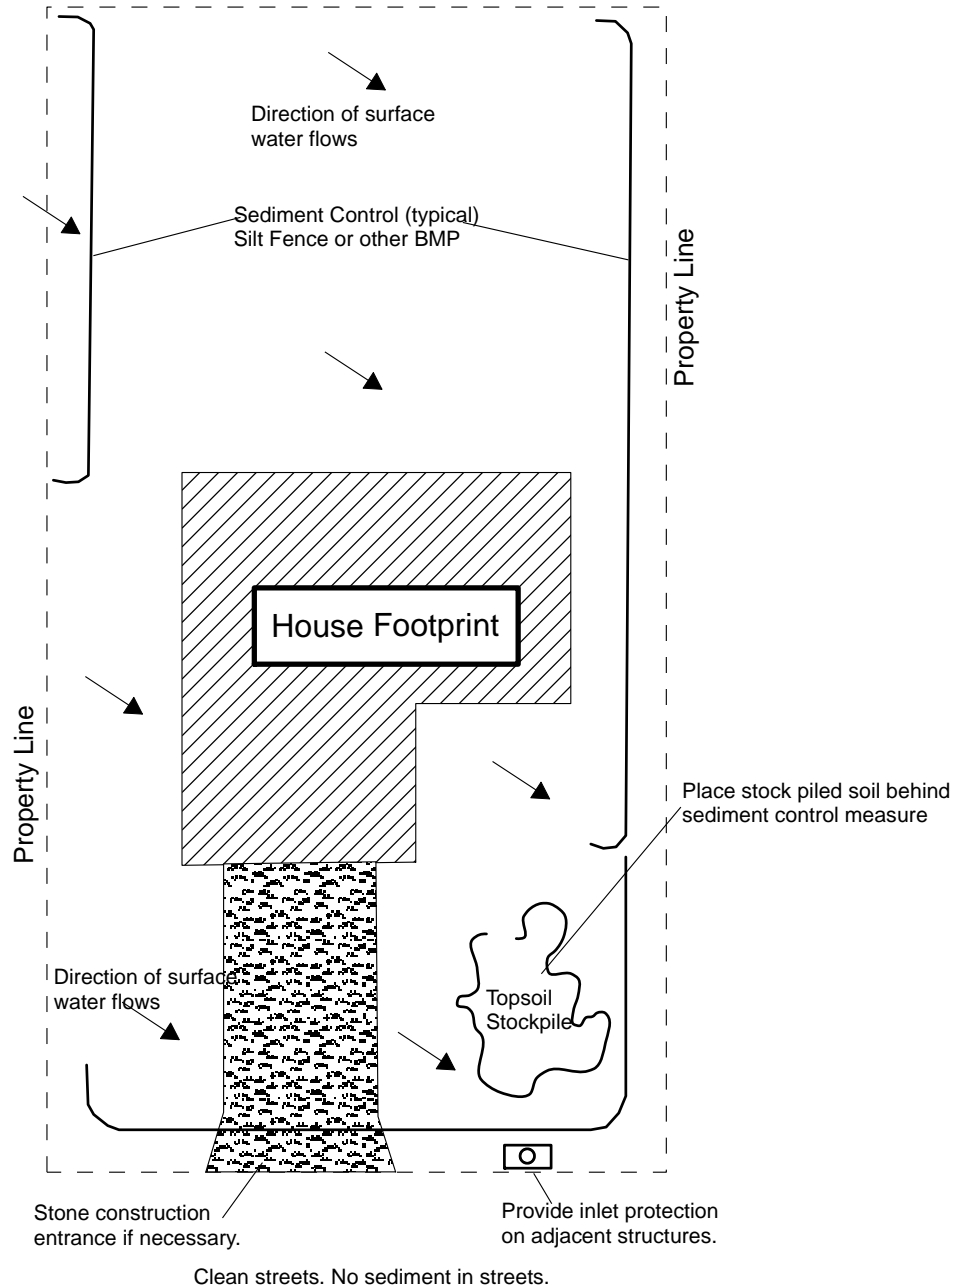 Direction of surface
water flows
Sediment Control (typical)
Silt Fence or other BMP
Property Line
House Footprint
Property Line
Place stock piled soil behind
sediment control measure
Direction of surface
water flows
Topsoil
Stockpile
Stone construction
entrance if necessary.
Provide inlet protection
on adjacent structures.
Clean streets. No sediment in streets.